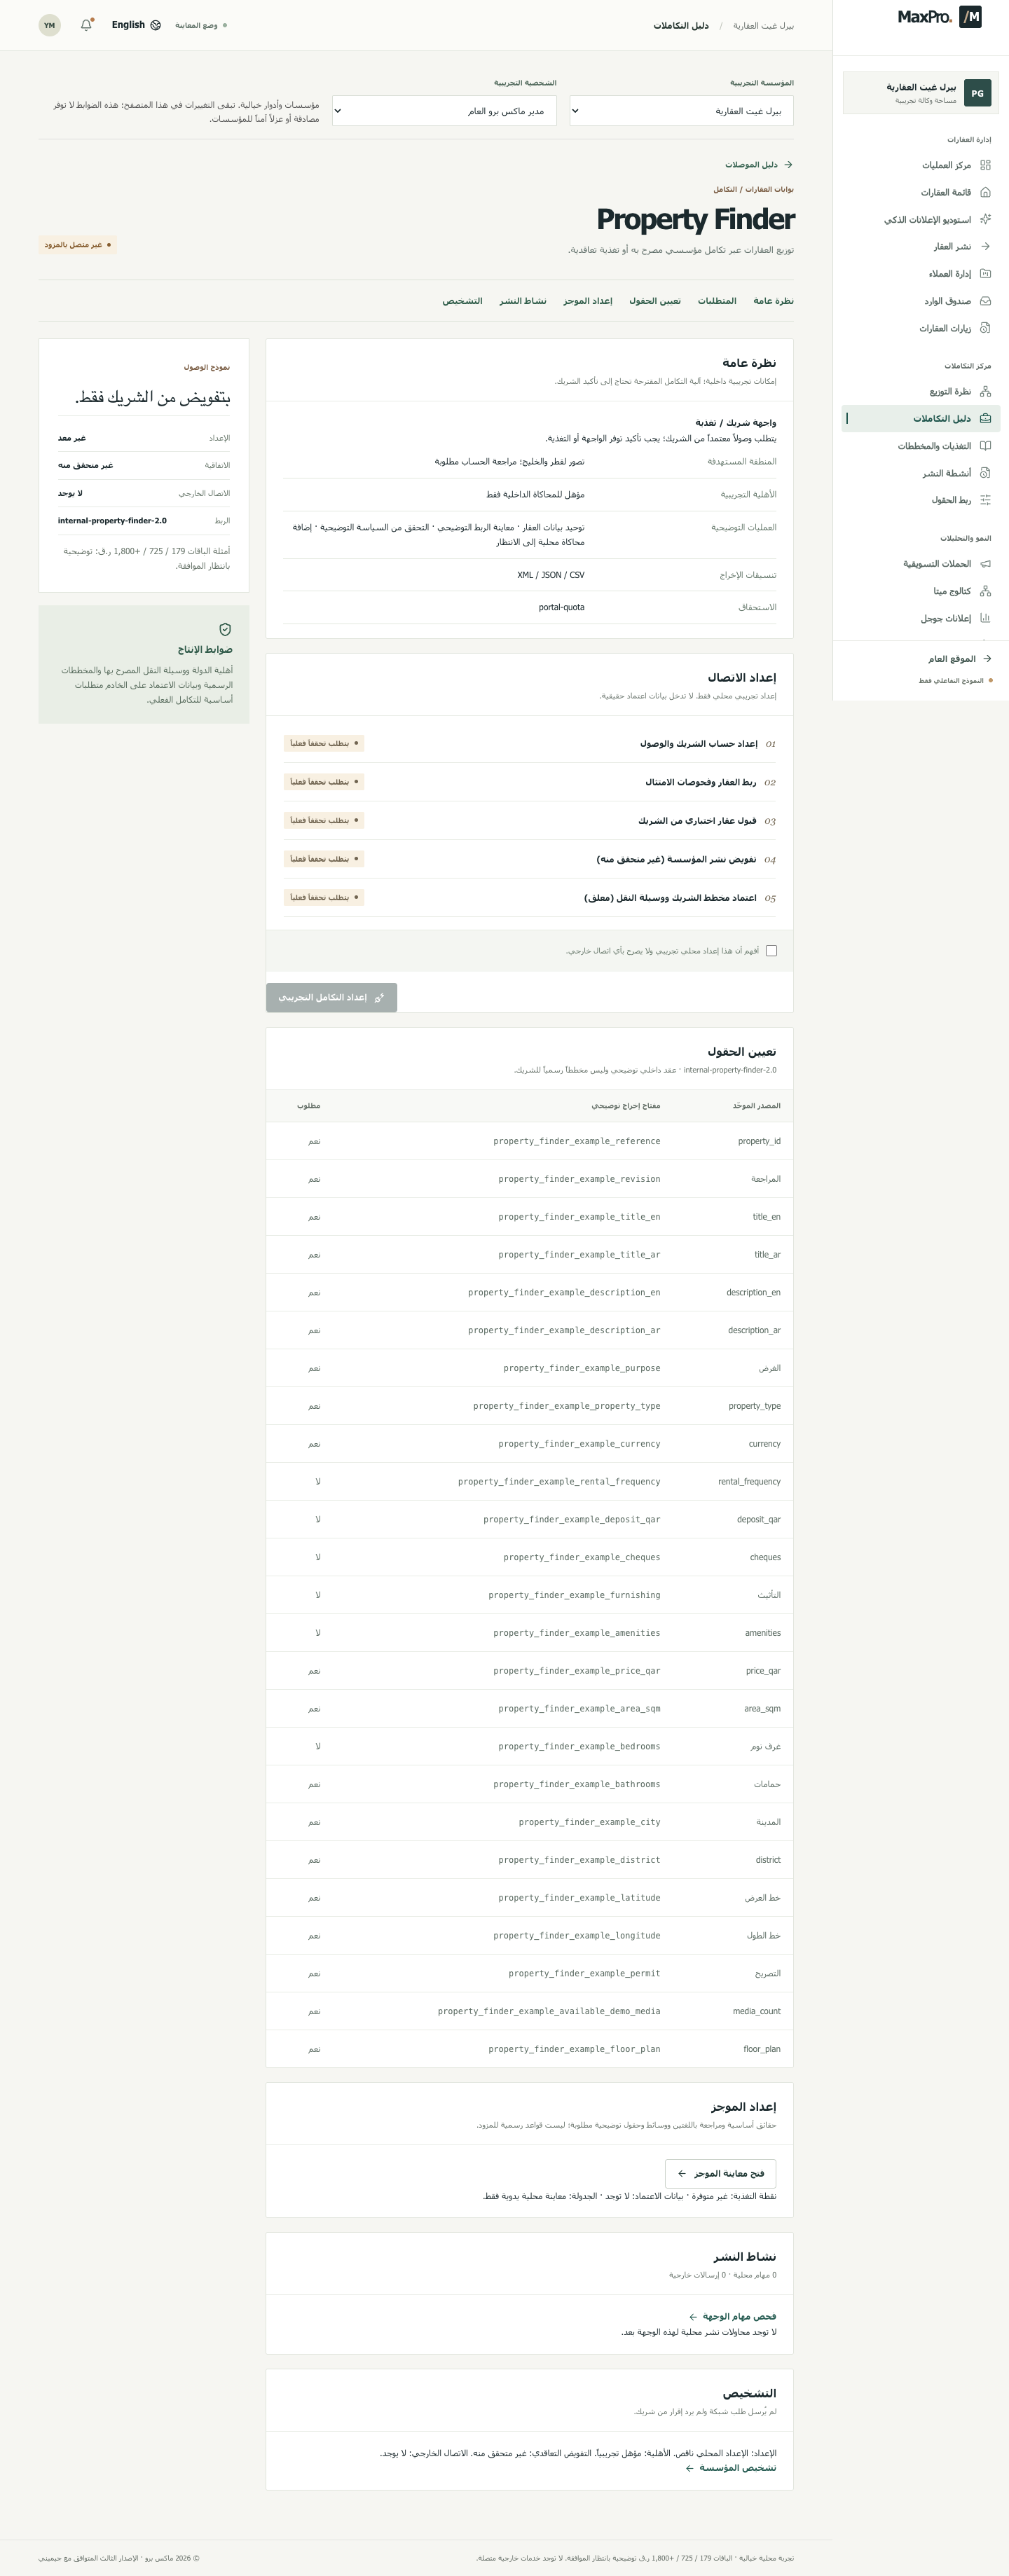 MaxPro. M/
PG
بيرل غيت العقارية
مساحة وكالة تجريبية
إدارة العقارات
مركز العمليات
قائمة العقارات
استوديو الإعلانات الذكي
نشر العقار
إدارة العملاء
صندوق الوارد
زيارات العقارات
مركز التكاملات
نظرة التوزيع
دليل التكاملات
التغذيات والمخططات
أنشطة النشر
ربط الحقول
النمو والتحليلات
الحملات التسويقية
كتالوج ميتا
إعلانات جوجل
الموقع العام
النموذج التفاعلي فقط
بيرل غيت العقارية / دليل التكاملات
وضع المعاينة
English
YM
المؤسسة التجريبية
بيرل غيت العقارية
الشخصية التجريبية
مدير ماكس برو العام
مؤسسات وأدوار خيالية. تبقى التغييرات في هذا المتصفح؛ هذه الضوابط لا توفر
مصادقة أو عزلاً آمناً للمؤسسات.
دليل الموصلات
بوابات العقارات / التكامل
Property Finder
توزيع العقارات عبر تكامل مؤسسي مصرح به أو تغذية تعاقدية.
غير متصل بالمزود
نظرة عامة
المتطلبات
تعيين الحقول
إعداد الموجز
نشاط النشر
التشخيص
نظرة عامة
إمكانات تجريبية داخلية؛ آلية التكامل المقترحة تحتاج إلى تأكيد الشريك.
واجهة شريك / تغذية
يتطلب وصولاً معتمداً من الشريك؛ يجب تأكيد توفر الواجهة أو التغذية.
المنطقة المستهدفة
تصور لقطر والخليج؛ مراجعة الحساب مطلوبة
الأهلية التجريبية
مؤهل للمحاكاة الداخلية فقط
العمليات التوضيحية
توحيد بيانات العقار · معاينة الربط التوضيحي · التحقق من السياسة التوضيحية · إضافة
محاكاة محلية إلى الانتظار
تنسيقات الإخراج
XML / JSON / CSV
الاستحقاق
portal-quota
نموذج الوصول
بتفويض من الشريك فقط.
الإعداد
غير معد
الاتفاقية
غير متحقق منه
الاتصال الخارجي
لا يوجد
الربط
internal-property-finder-2.0
أمثلة الباقات 179 / 725 / +1,800 ر.ق: توضيحية
بانتظار الموافقة.
ضوابط الإنتاج
أهلية الدولة ووسيلة النقل المصرح بها والمخططات
الرسمية وبيانات الاعتماد على الخادم متطلبات
أساسية للتكامل الفعلي.
إعداد الاتصال
إعداد تجريبي محلي فقط. لا تدخل بيانات اعتماد حقيقية.
01 إعداد حساب الشريك والوصول
يتطلب تحققاً فعلياً
02 ربط العقار وفحوصات الامتثال
يتطلب تحققاً فعلياً
03 قبول عقار اختباري من الشريك
يتطلب تحققاً فعلياً
04 تفويض نشر المؤسسة (غير متحقق منه)
يتطلب تحققاً فعلياً
05 اعتماد مخطط الشريك ووسيلة النقل (معلق)
يتطلب تحققاً فعلياً
أفهم أن هذا إعداد محلي تجريبي ولا يصرح بأي اتصال خارجي.
إعداد التكامل التجريبي
تعيين الحقول
internal-property-finder-2.0 · عقد داخلي توضيحي وليس مخططاً رسمياً للشريك.
المصدر الموحّد
مفتاح إخراج توضيحي
مطلوب
property_id property_finder_example_reference نعم
المراجعة property_finder_example_revision نعم
title_en property_finder_example_title_en نعم
title_ar property_finder_example_title_ar نعم
description_en property_finder_example_description_en نعم
description_ar property_finder_example_description_ar نعم
الغرض property_finder_example_purpose نعم
property_type property_finder_example_property_type نعم
currency property_finder_example_currency نعم
rental_frequency property_finder_example_rental_frequency لا
deposit_qar property_finder_example_deposit_qar لا
cheques property_finder_example_cheques لا
التأثيث property_finder_example_furnishing لا
amenities property_finder_example_amenities لا
price_qar property_finder_example_price_qar نعم
area_sqm property_finder_example_area_sqm نعم
غرف نوم property_finder_example_bedrooms لا
حمامات property_finder_example_bathrooms نعم
المدينة property_finder_example_city نعم
district property_finder_example_district نعم
خط العرض property_finder_example_latitude نعم
خط الطول property_finder_example_longitude نعم
التصريح property_finder_example_permit نعم
media_count property_finder_example_available_demo_media نعم
floor_plan property_finder_example_floor_plan نعم
إعداد الموجز
حقائق أساسية ومراجعة باللغتين ووسائط وحقول توضيحية مطلوبة؛ ليست قواعد رسمية للمزود.
فتح معاينة الموجز
نقطة التغذية: غير متوفرة · بيانات الاعتماد: لا توجد · الجدولة: معاينة محلية يدوية فقط.
نشاط النشر
0 مهام محلية · 0 إرسالات خارجية
فحص مهام الوجهة
لا توجد محاولات نشر محلية لهذه الوجهة بعد.
التشخيص
لم يُرسل طلب شبكة ولم يرد إقرار من شريك.
الإعداد: الإعداد المحلي ناقص. الأهلية: مؤهل تجريبياً. التفويض التعاقدي: غير متحقق منه. الاتصال الخارجي: لا يوجد.
تشخيص المؤسسة
تجربة محلية خيالية · الباقات 179 / 725 / +1,800 ر.ق توضيحية بانتظار الموافقة. لا توجد خدمات خارجية متصلة.
© 2026 ماكس برو · الإصدار الثالث المتوافق مع جيميني